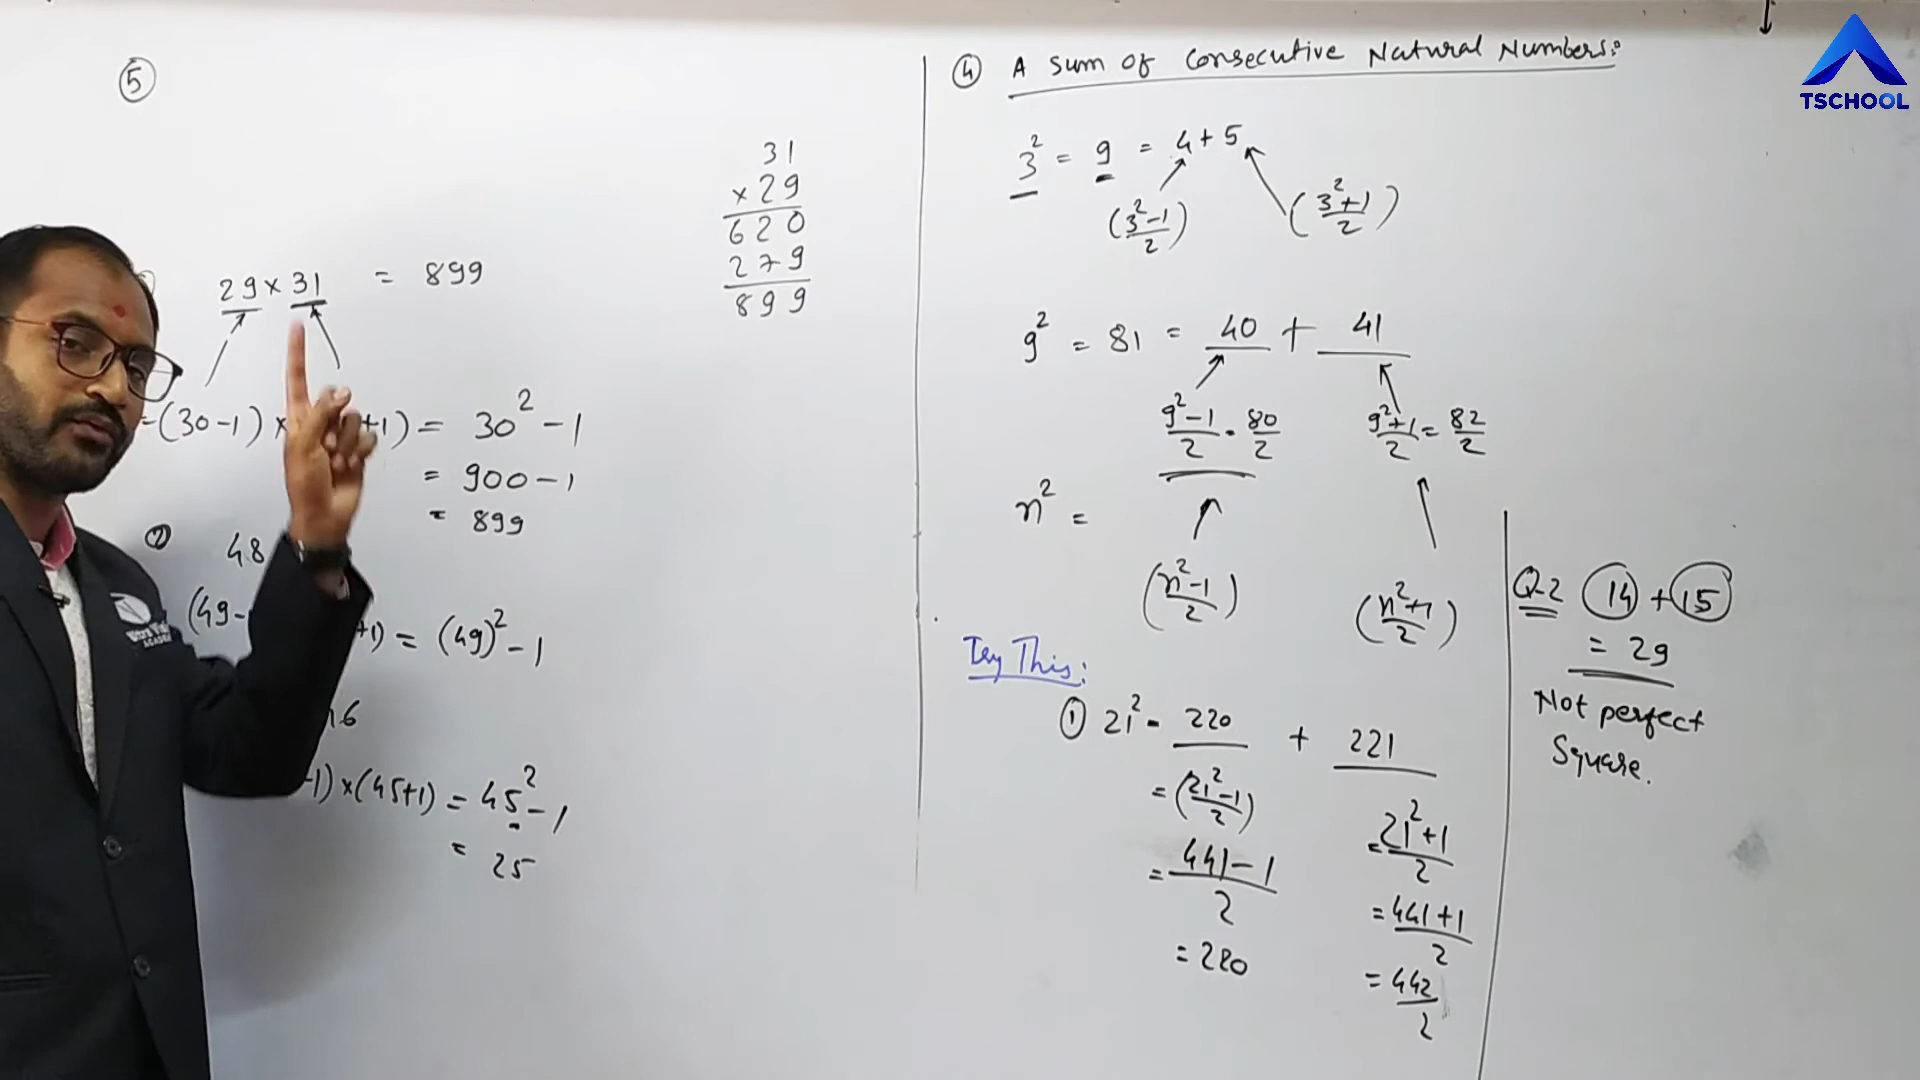 ⑤
31
× 29
620
279
899
29 × 31 = 899
(30-1) × +1) = 30² - 1
= 900 - 1
= 899
②
48
(49- +1) = (49)² - 1
46
-1) × (45+1) = 45² - 1
= 25
④ A sum of Consecutive Natural Numbers:
3² = 9 = 4 + 5
(3²-1/2) (3²+1/2)
9² = 81 = 40 + 41
9²-1/2 = 80/2 9²+1/2 = 82/2
n² =
(n²-1/2) (n²+1/2)
Try This:
① 21² = 220 + 221
= (21²-1/2) = 21²+1/2
= 441-1/2 = 441+1/2
= 220 = 442/2
Q-2 14 + 15
= 29
Not perfect
Square.
TSCHOOL